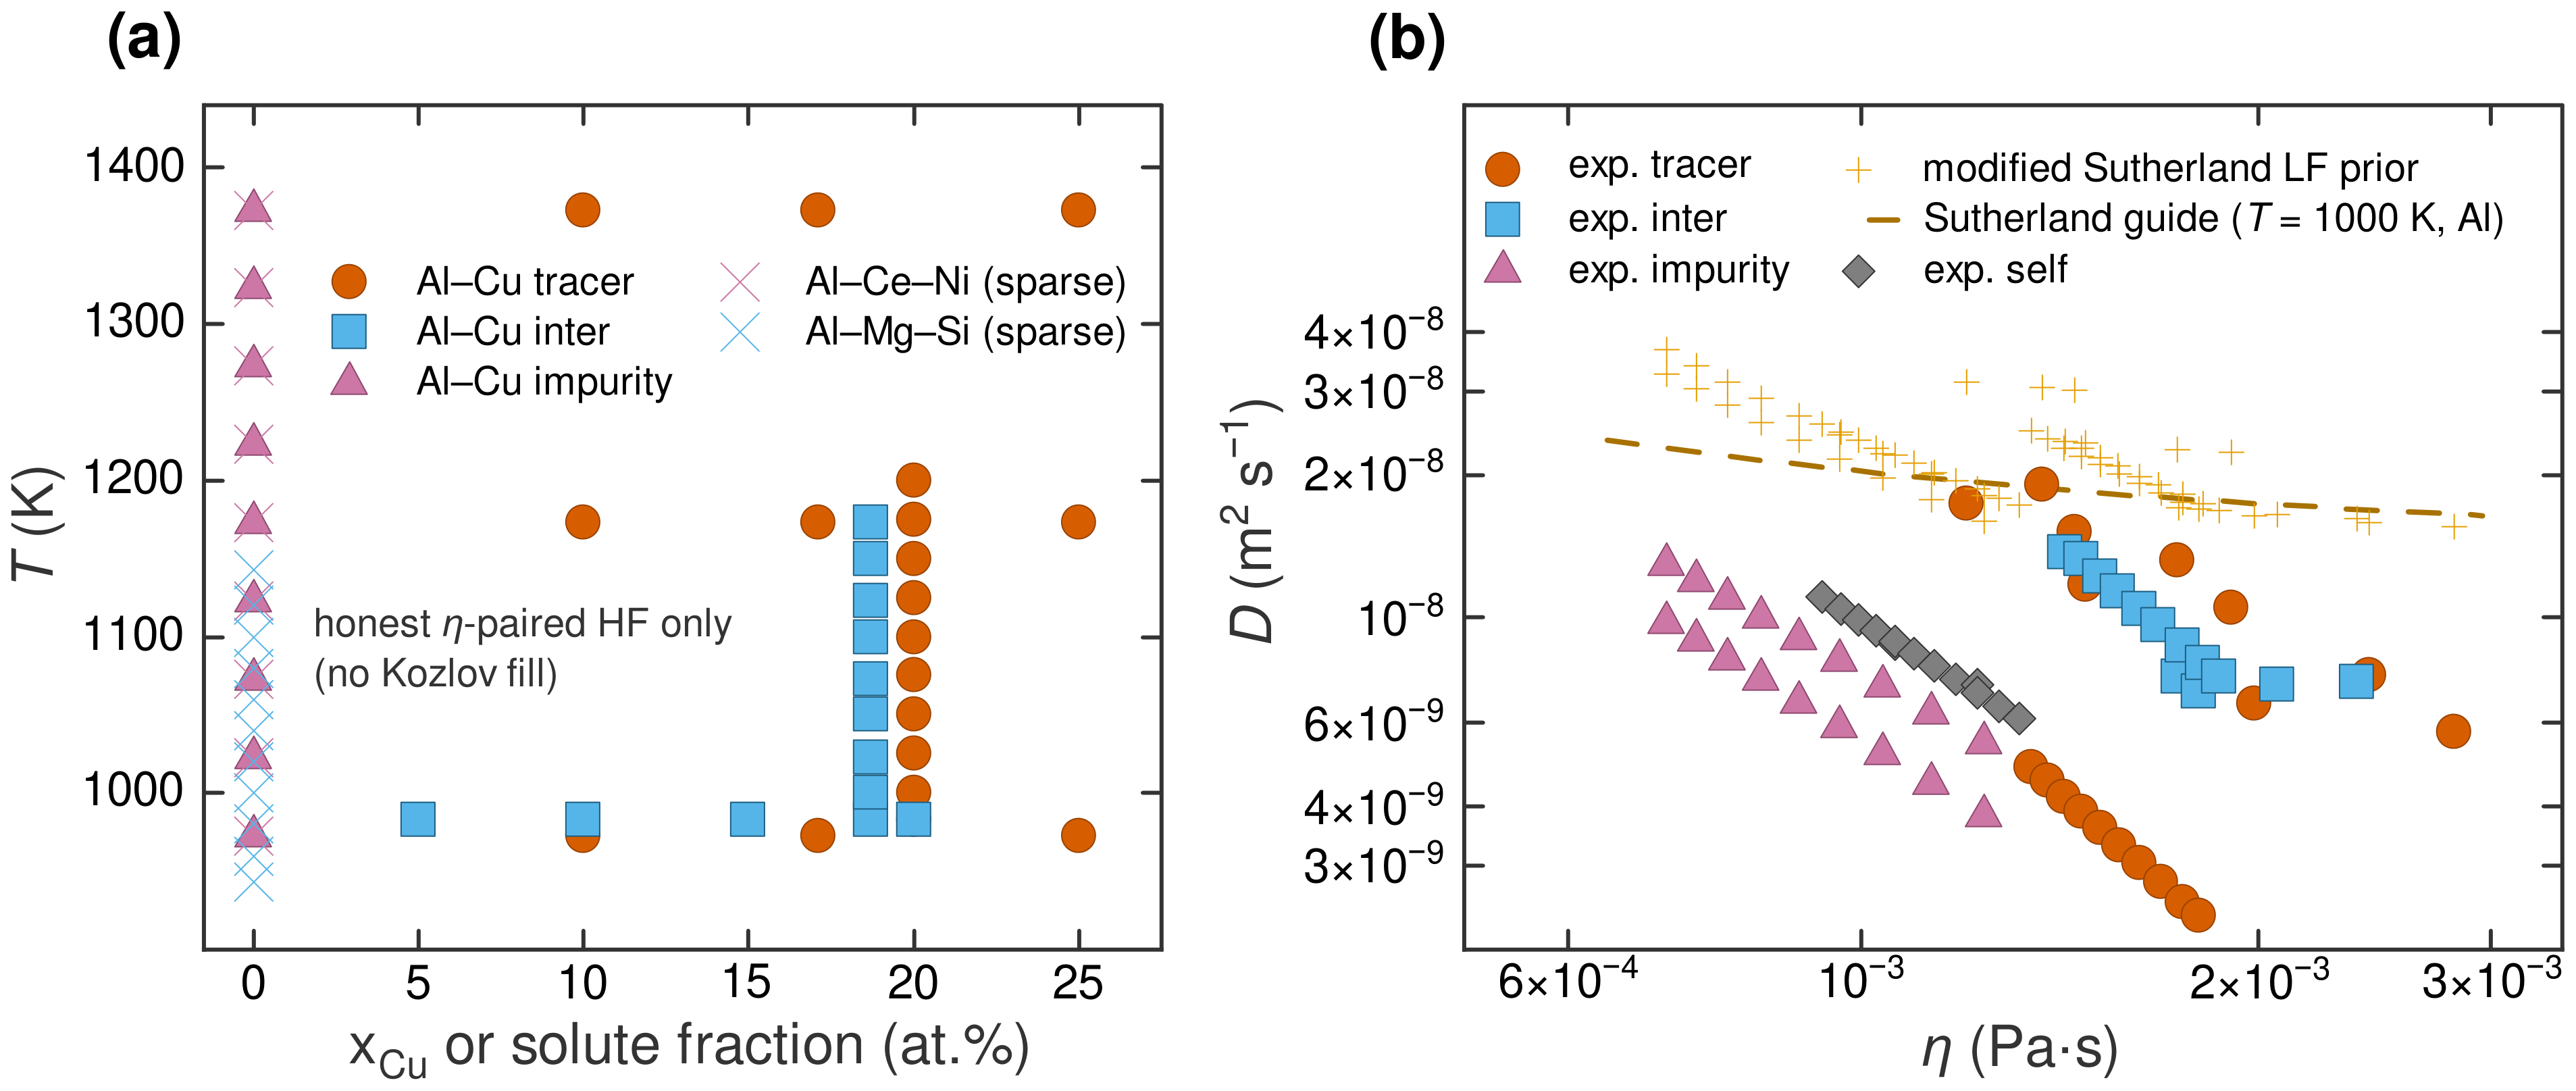 (a)
T (K)
1400
1300
1200
1100
1000
Al–Cu tracer
Al–Cu inter
Al–Cu impurity
Al–Ce–Ni (sparse)
Al–Mg–Si (sparse)
honest η-paired HF only
(no Kozlov fill)
0 5 10 15 20 25
x_Cu or solute fraction (at.%)
(b)
D (m² s⁻¹)
exp. tracer
exp. inter
exp. impurity
modified Sutherland LF prior
Sutherland guide (T = 1000 K, Al)
exp. self
4×10⁻⁸
3×10⁻⁸
2×10⁻⁸
10⁻⁸
6×10⁻⁹
4×10⁻⁹
3×10⁻⁹
6×10⁻⁴ 10⁻³ 2×10⁻³ 3×10⁻³
η (Pa·s)